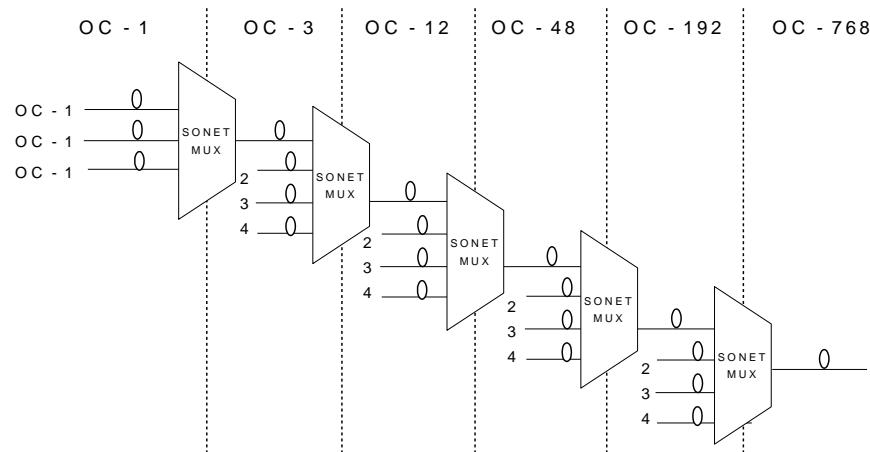 OC - 1 OC - 3 OC - 12 OC - 48 OC - 192 OC - 768
OC - 1
OC - 1
OC - 1
SONET
MUX
2
3
4
SONET
MUX
2
3
4
SONET
MUX
2
3
4
SONET
MUX
2
3
4
SONET
MUX